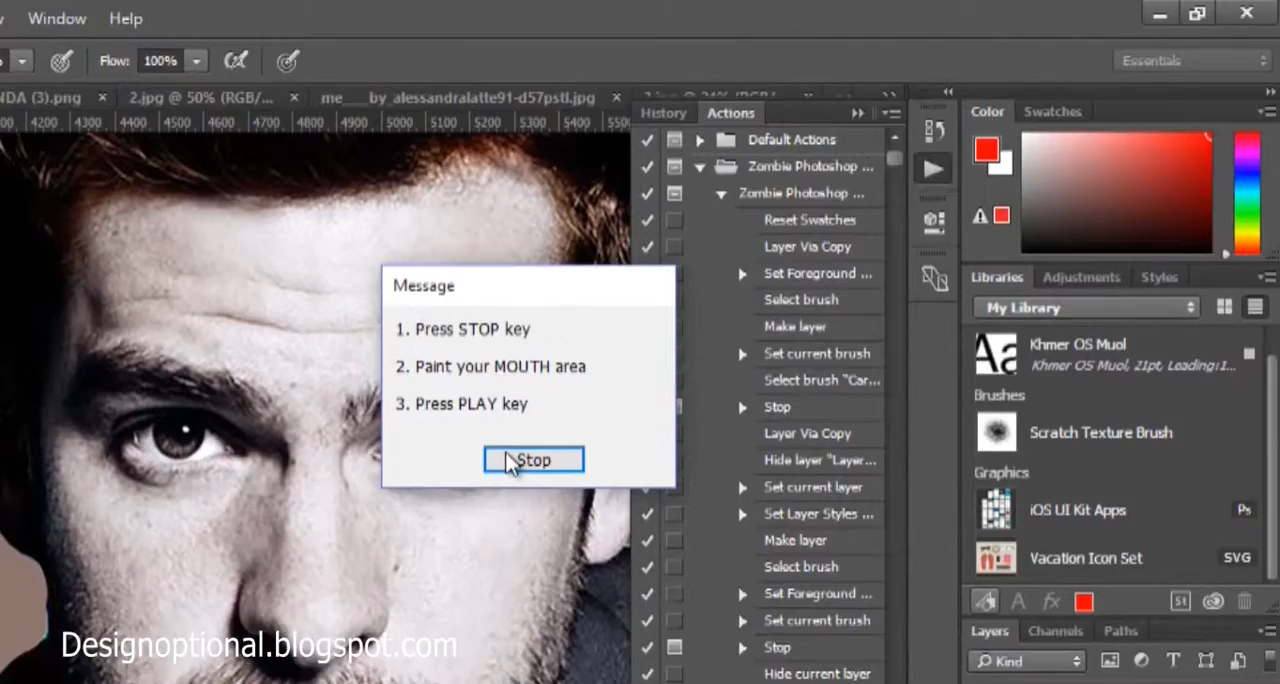 Window Help
Flow: 100% Essentials
NDA (3).png 2.jpg @ 50% (RGB/... me___by_alessandralatte91-d57pstl.jpg
4200 4300 4400 4500 4600 4700 4800 4900 5000 5100 5200 5300 5400 5500
History Actions
Default Actions
Zombie Photoshop ...
Zombie Photoshop ...
Reset Swatches
Layer Via Copy
Set Foreground ...
Select brush
Make layer
Set current brush
Select brush "Car...
Stop
Layer Via Copy
Hide layer "Layer...
Set current layer
Set Layer Styles ...
Make layer
Select brush
Set Foreground ...
Set current brush
Stop
Hide current layer
Message
1. Press STOP key
2. Paint your MOUTH area
3. Press PLAY key
Stop
Color Swatches
Libraries Adjustments Styles
My Library
Aa
Khmer OS Muol
Khmer OS Muol, 21pt, Leading:1...
Brushes
Scratch Texture Brush
Graphics
iOS UI Kit Apps Ps
Vacation Icon Set SVG
A fx St
Layers Channels Paths
Kind T
Designoptional.blogspot.com